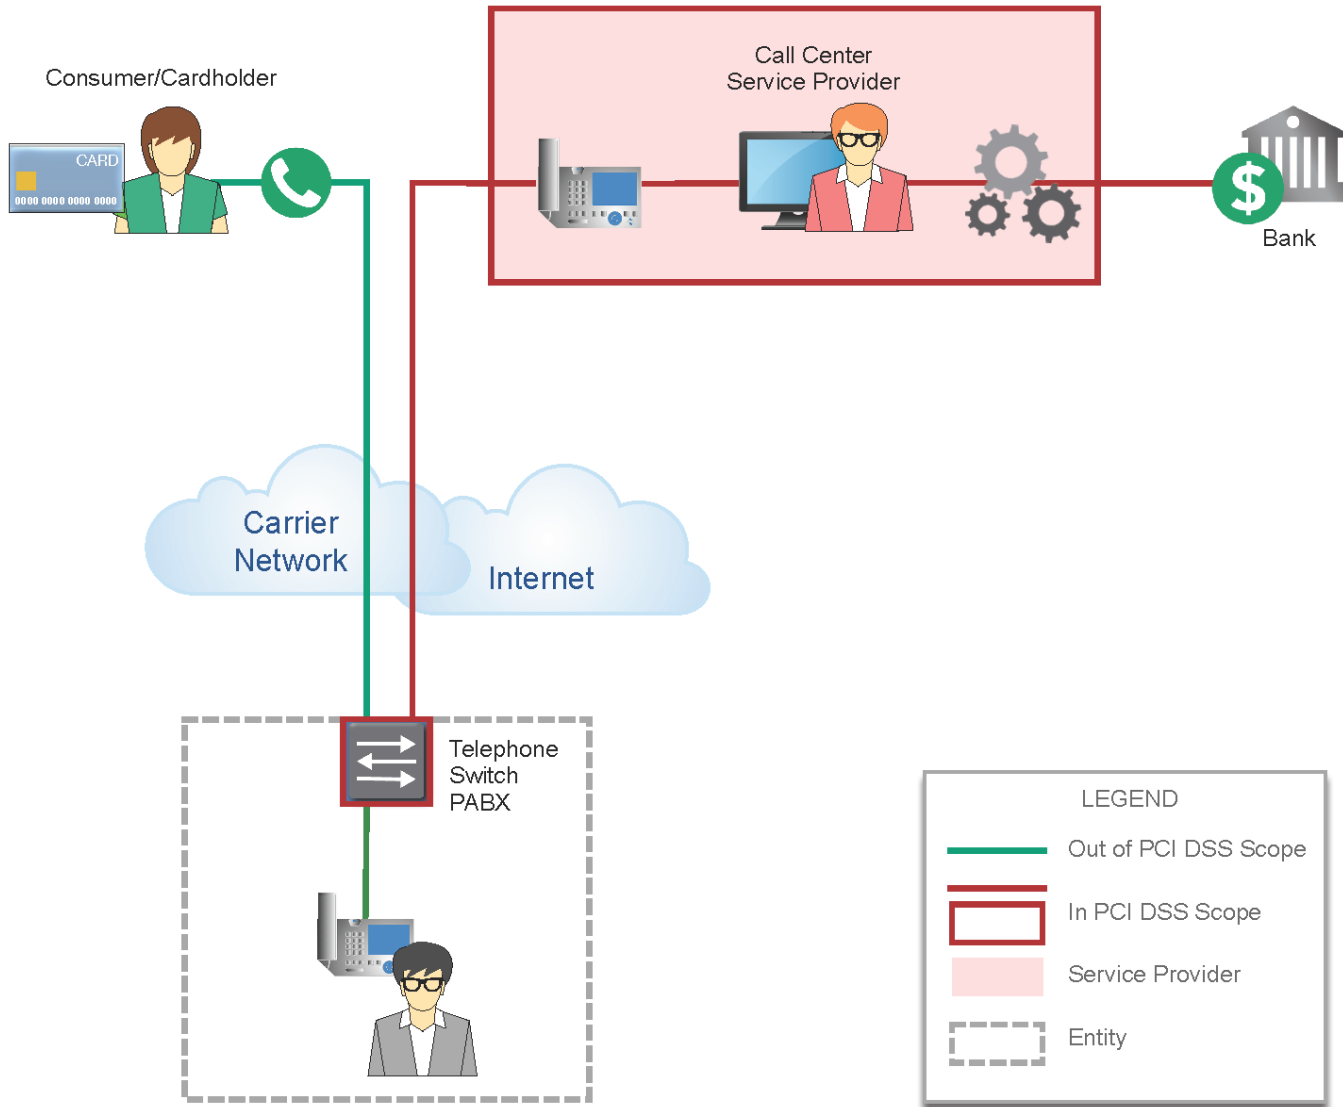 Consumer/Cardholder
CARD
0000 0000 0000 0000
Call Center
Service Provider
$
Bank
Carrier
Network
Internet
Telephone
Switch
PABX
LEGEND
Out of PCI DSS Scope
In PCI DSS Scope
Service Provider
Entity